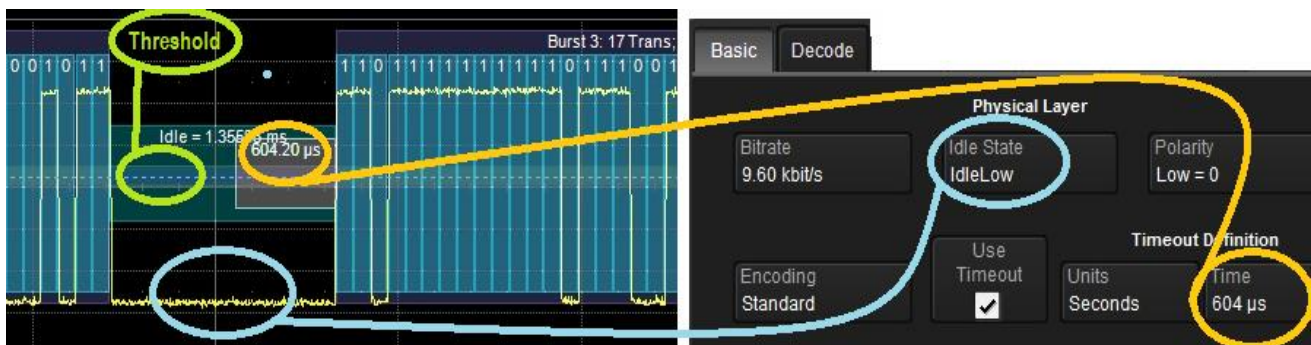 Threshold
Burst 3: 17 Trans;
0 0 1 0 1 1
1 1 0 1 1 1 1 1 1 1 1 1 1 0 1 1 1 0 0 1
Idle = ms
604.20 µs
Basic Decode
Physical Layer
Bitrate
9.60 kbit/s
Idle State
IdleLow
Polarity
Low = 0
Timeout Definition
Encoding
Standard
Use
Timeout
Units
Seconds
Time
604 µs